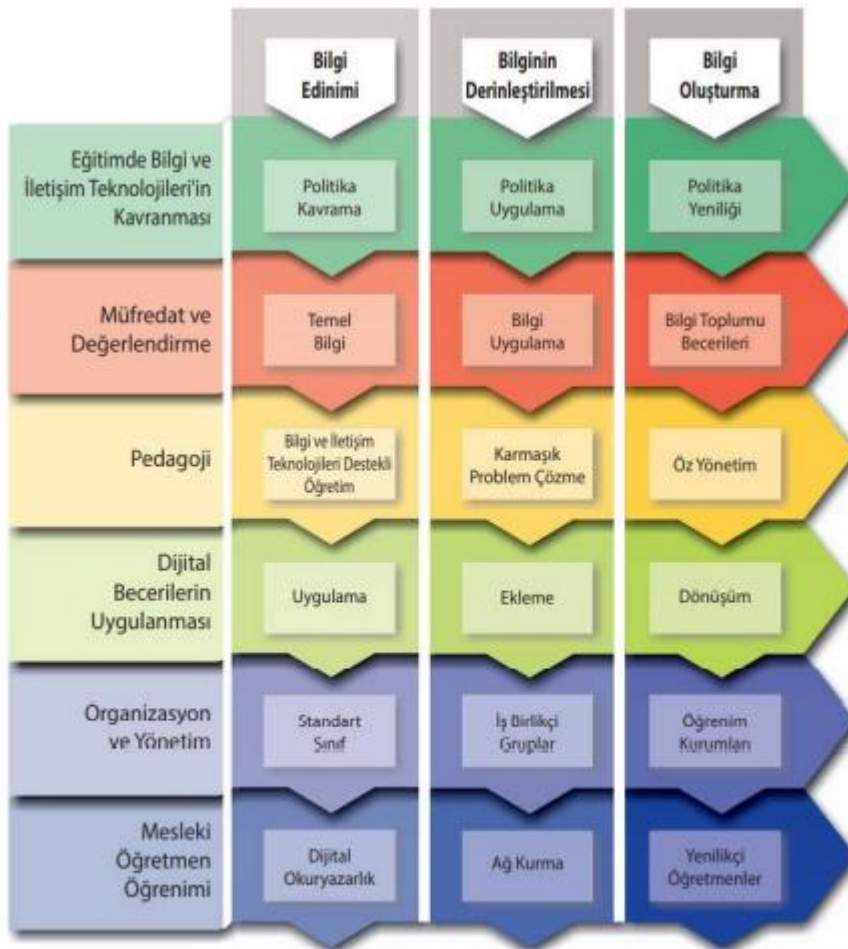 Bilgi
Edinimi
Bilginin
Derinleştirilmesi
Bilgi
Oluşturma
Eğitimde Bilgi ve
İletişim Teknolojileri'in
Kavranması
Politika
Kavrama
Politika
Uygulama
Politika
Yeniliği
Müfredat ve
Değerlendirme
Temel
Bilgi
Bilgi
Uygulama
Bilgi Toplumu
Becerileri
Pedagoji
Bilgi ve İletişim
Teknolojileri Destekli
Öğretim
Karmaşık
Problem Çözme
Öz Yönetim
Dijital
Becerilerin
Uygulanması
Uygulama
Ekleme
Dönüşüm
Organizasyon
ve Yönetim
Standart
Sınıf
İş Birlikçi
Gruplar
Öğrenim
Kurumları
Mesleki
Öğretmen
Öğrenimi
Dijital
Okuryazarlık
Ağ Kurma
Yenilikçi
Öğretmenler